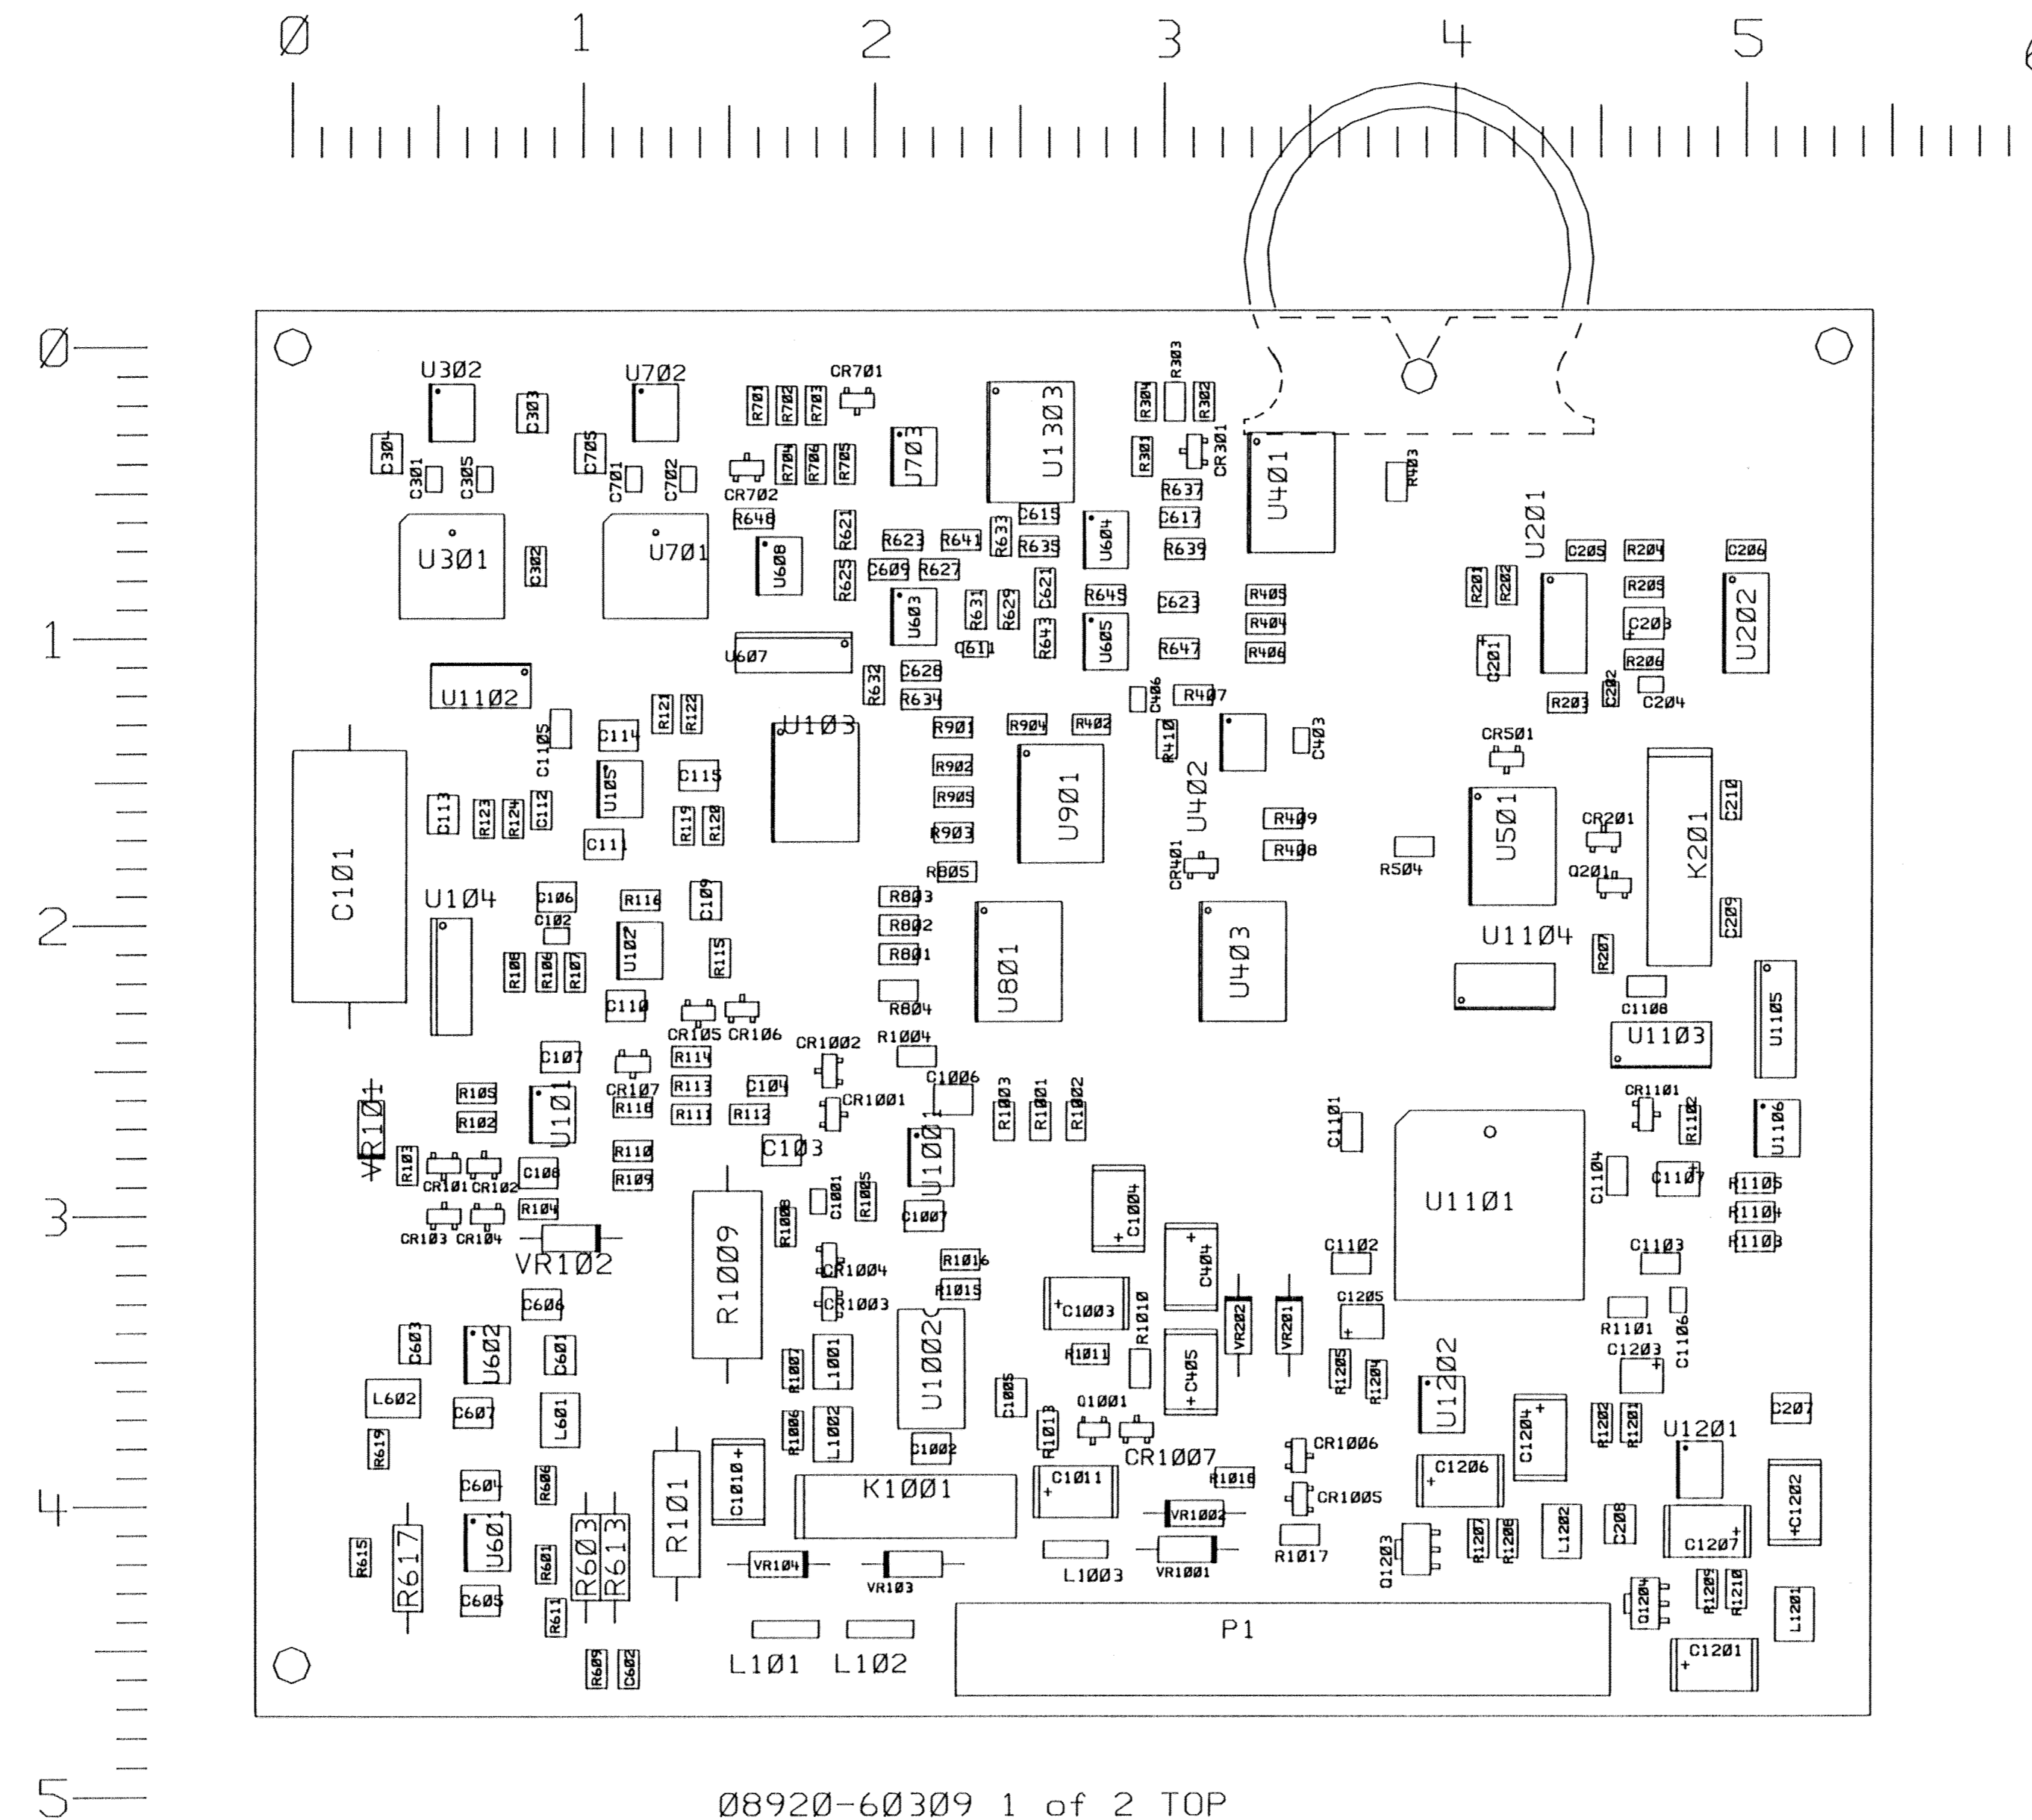 Ø 1 2 3 4 5 6
Ø
U3Ø2 U7Ø2 CR7Ø1 R3Ø3
C3Ø3 R7Ø1 R7Ø2 R7Ø3 U13Ø3 R3Ø4 R3Ø2
C3Ø4 C7Ø5 R7Ø4 R7Ø6 R7Ø5 U7Ø3 R3Ø1 CR3Ø1 U4Ø1 R4Ø3
C3Ø1 C3Ø5 C7Ø1 C7Ø2 CR7Ø2 R637
R648 R621 C615 C617 U2Ø1
U3Ø1 U7Ø1 U6Ø8 R623 R641 R633 R635 U6Ø4 R639 C2Ø5 R2Ø4 C2Ø6
C3Ø2 R625 C6Ø9 R627 C621 R645 C623 R4Ø5 R2Ø1 R2Ø2 R2Ø5
U6Ø3 R631 R629 R4Ø4 C2Ø3 U2Ø2
1
U6Ø7 C611 R643 U6Ø5 R647 R4Ø6 C2Ø1 R2Ø6
U11Ø2 R632 C628 R634 C4Ø6 R4Ø7 R2Ø3 C2Ø2 C2Ø4
C11Ø5 C114 R121 R122 U1Ø3 R9Ø1 R9Ø4 R4Ø2 R41Ø C4Ø3 CR5Ø1
U1Ø5 C115 R9Ø2 U9Ø1 U4Ø2 U5Ø1 K2Ø1 C21Ø
C113 R123 R124 C112 R119 R12Ø R9Ø5 R9Ø3 R4Ø9 CR2Ø1
C1Ø1 C111 R8Ø5 CR4Ø1 R4Ø8 R5Ø4 Q2Ø1
U1Ø4 C1Ø6 R116 C1Ø9 R8Ø3
2
C1Ø2 U1Ø2 R8Ø2 U11Ø4 C2Ø9
R1Ø8 R1Ø6 R1Ø7 R115 R8Ø1 U8Ø1 U4Ø3 R2Ø7
C11Ø CR1Ø5 CR1Ø6 R8Ø4 C11Ø8 U11Ø5
C1Ø7 R114 CR1ØØ2 R1ØØ4 U11Ø3
VR1Ø1 R1Ø5 U1Ø1 CR1Ø7 R113 C1Ø4 C1ØØ6 CR11Ø1
R1Ø2 R118 R111 R112 CR1ØØ1 R1ØØ3 R1ØØ1 R1ØØ2 C11Ø1 R11Ø2 U11Ø6
R1Ø3 R11Ø C1Ø3 U1ØØ1
CR1Ø1 CR1Ø2 C1Ø8 R1Ø9 C11Ø4 C11Ø7 R11Ø5
3
R1Ø4 R1ØØ8 C1ØØ1 R1ØØ5 C1ØØ7 C1ØØ4 U11Ø1 R11Ø4
CR1Ø3 CR1Ø4 VR1Ø2 R1ØØ9 CR1ØØ4 R1Ø16 C4Ø4 C11Ø2 C11Ø3 R11Ø3
C6Ø6 CR1ØØ3 R1Ø15 C1ØØ3 R1Ø1Ø VR2Ø2 VR2Ø1 C12Ø5 R11Ø1 C11Ø6
C6Ø3 U6Ø2 C6Ø1 R1ØØ7 L1ØØ1 U1ØØ2 R1Ø11 C4Ø5 R12Ø5 R12Ø4 U12Ø2 C12Ø3
L6Ø2 C6Ø7 L6Ø1 R1ØØ6 L1ØØ2 C1ØØ5 Q1ØØ1 C12Ø4 R12Ø2 R12Ø1 C2Ø7
R619 C1Ø1Ø C1ØØ2 R1Ø13 CR1ØØ7 CR1ØØ6 U12Ø1
C6Ø4 R6Ø6 R1Ø1 K1ØØ1 C1Ø11 R1Ø18 CR1ØØ5 C12Ø6 C12Ø2
4
R615 R617 U6Ø1 R6Ø1 R6Ø3 R613 VR1Ø4 VR1Ø3 L1ØØ3 VR1ØØ2 VR1ØØ1 R1Ø17 Q12Ø3 R12Ø7 R12Ø8 L12Ø2 C2Ø8 C12Ø7
C6Ø5 R611 Q12Ø4 R12Ø9 R121Ø L12Ø1
R6Ø9 C6Ø2 L1Ø1 L1Ø2 P1 C12Ø1
5
Ø892Ø-6Ø3Ø9 1 of 2 TOP